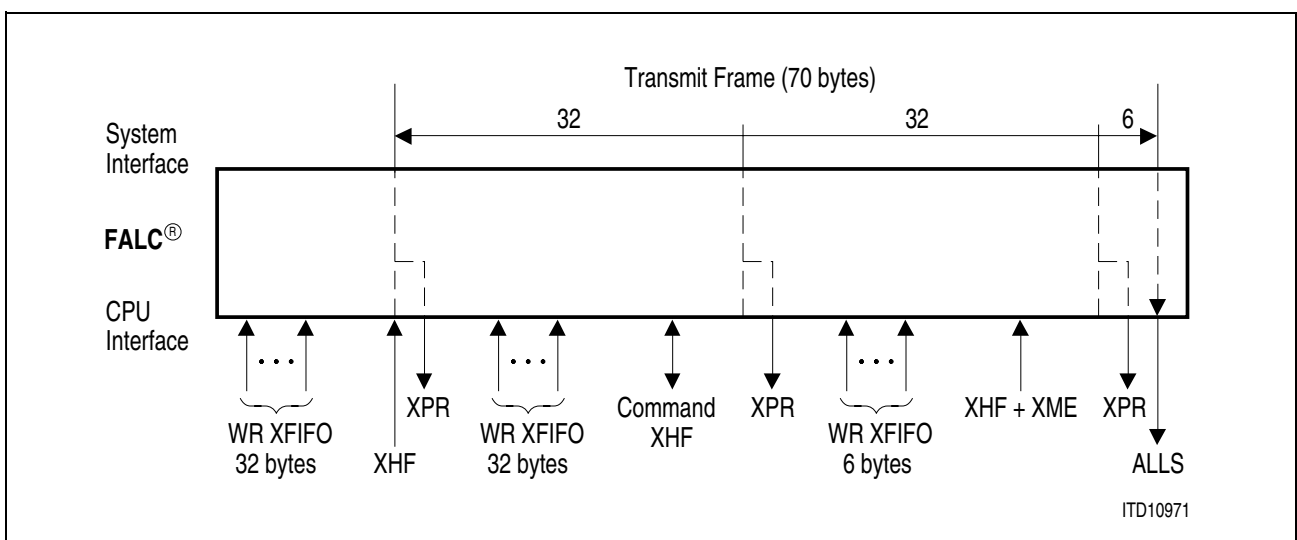 Transmit Frame (70 bytes)
32 32 6
System
Interface
FALC®
CPU
Interface
WR XFIFO
32 bytes
XHF
XPR
WR XFIFO
32 bytes
Command
XHF
XPR
WR XFIFO
6 bytes
XHF + XME
XPR
ALLS
ITD10971